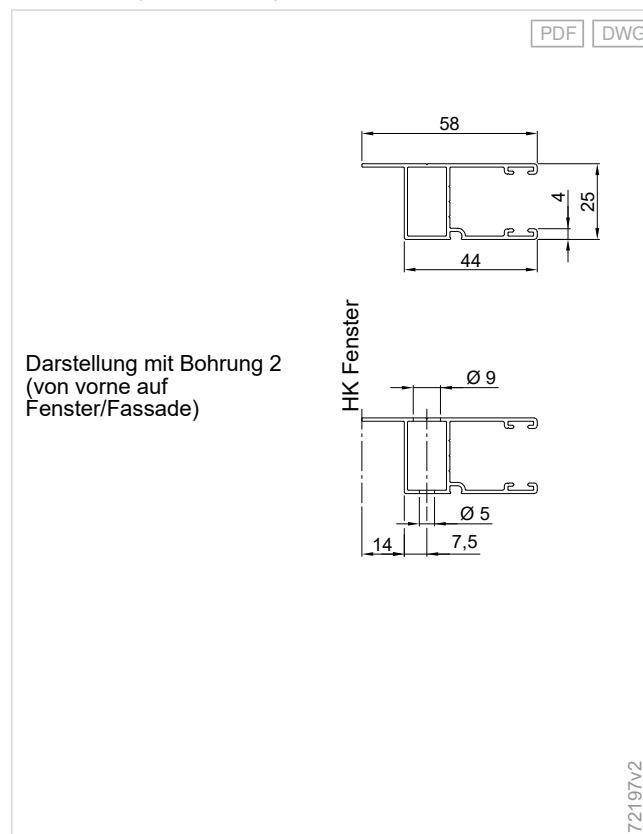 PDF DWG
58
4
25
44
HK Fenster
Darstellung mit Bohrung 2
(von vorne auf
Fenster/Fassade)
Ø 9
Ø 5
14
7,5
72197v2